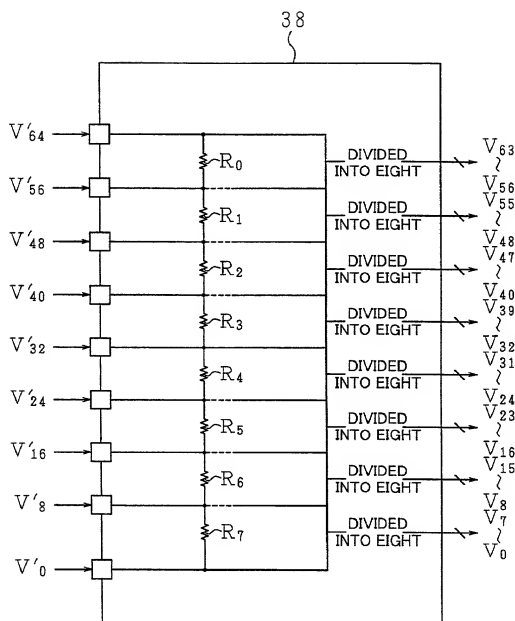 38
V'64
V63
R0
DIVIDED
INTO EIGHT
V'56
V56
V55
R1
DIVIDED
INTO EIGHT
V'48
V48
V47
R2
DIVIDED
INTO EIGHT
V'40
V40
V39
R3
DIVIDED
INTO EIGHT
V'32
V32
V31
R4
DIVIDED
INTO EIGHT
V'24
V24
V23
R5
DIVIDED
INTO EIGHT
V'16
V16
V15
R6
DIVIDED
INTO EIGHT
V'8
V8
V7
R7
DIVIDED
INTO EIGHT
V'0
V0